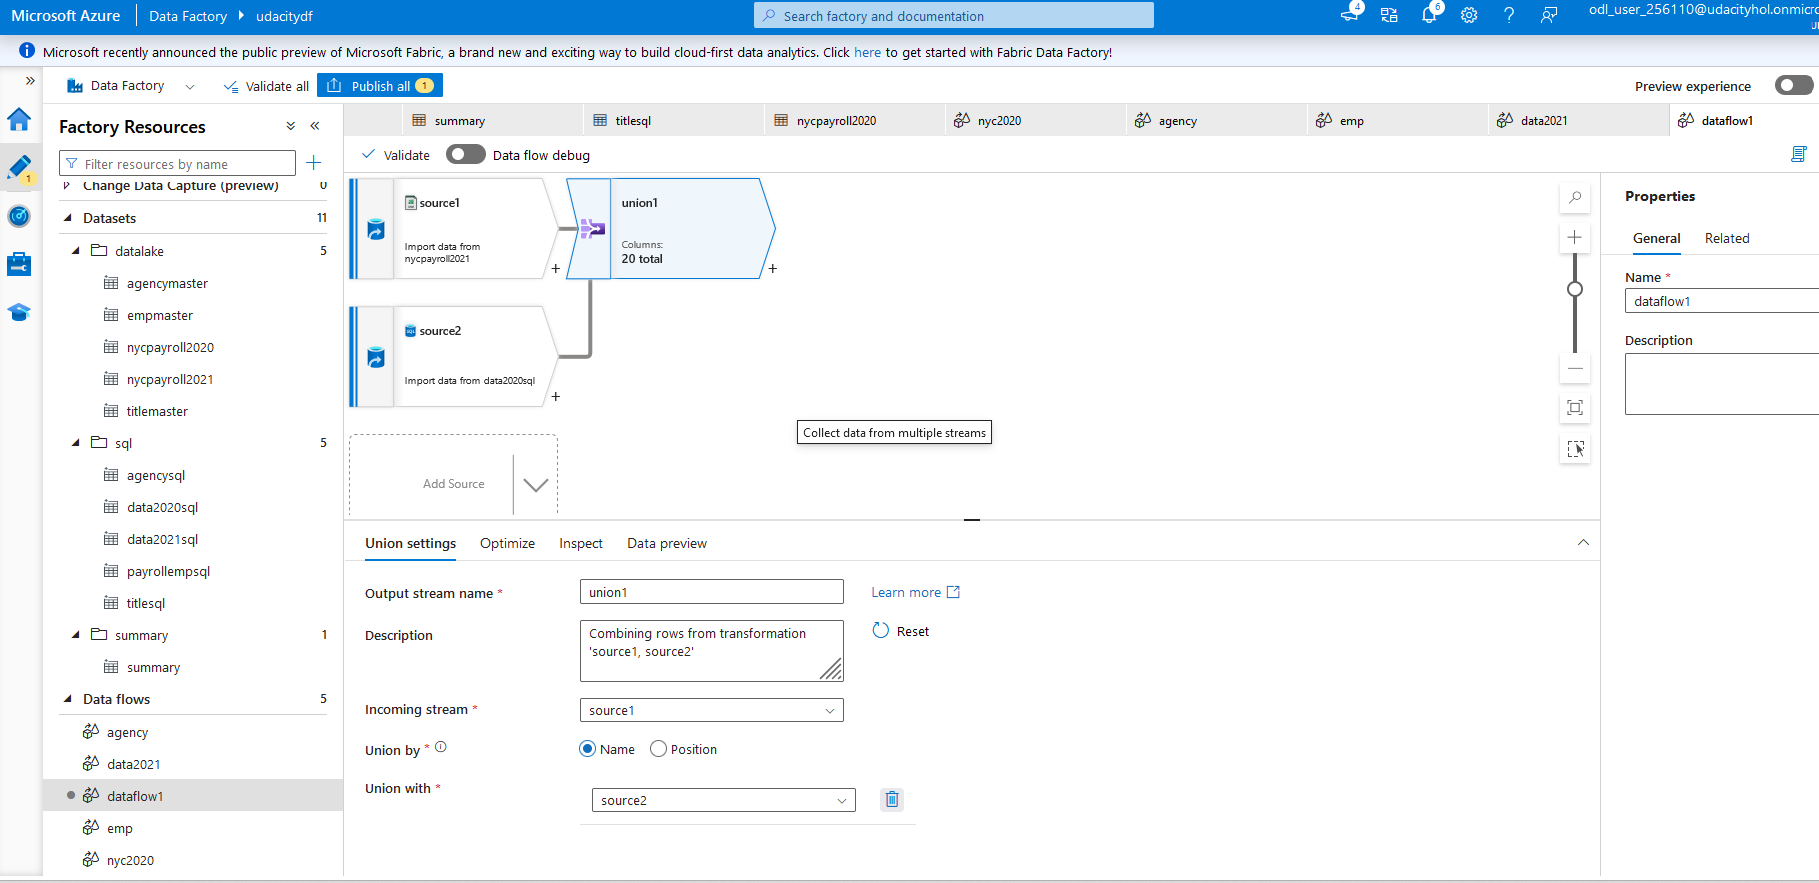 Microsoft Azure
Data Factory
udacitydf
Search factory and documentation
4
6
odl_user_256110@udacityhol.onmicro
Microsoft recently announced the public preview of Microsoft Fabric, a brand new and exciting way to build cloud-first data analytics. Click here to get started with Fabric Data Factory!
Data Factory
Validate all
Publish all
1
Preview experience
1
Factory Resources
Filter resources by name
Change Data Capture (preview) 0
Datasets 11
datalake 5
agencymaster
empmaster
nycpayroll2020
nycpayroll2021
titlemaster
sql 5
agencysql
data2020sql
data2021sql
payrollempsql
titlesql
summary 1
summary
Data flows 5
agency
data2021
dataflow1
emp
nyc2020
summary
titlesql
nycpayroll2020
nyc2020
agency
emp
data2021
dataflow1
Validate
Data flow debug
source1
Import data from
nycpayroll2021
+
union1
Columns:
20 total
+
SQL
source2
Import data from data2020sql
+
Collect data from multiple streams
Add Source
Union settings
Optimize
Inspect
Data preview
Output stream name *
union1
Learn more
Description
Combining rows from transformation
'source1, source2'
Reset
Incoming stream *
source1
Union by *
Name
Position
Union with *
source2
Properties
General
Related
Name *
dataflow1
Description